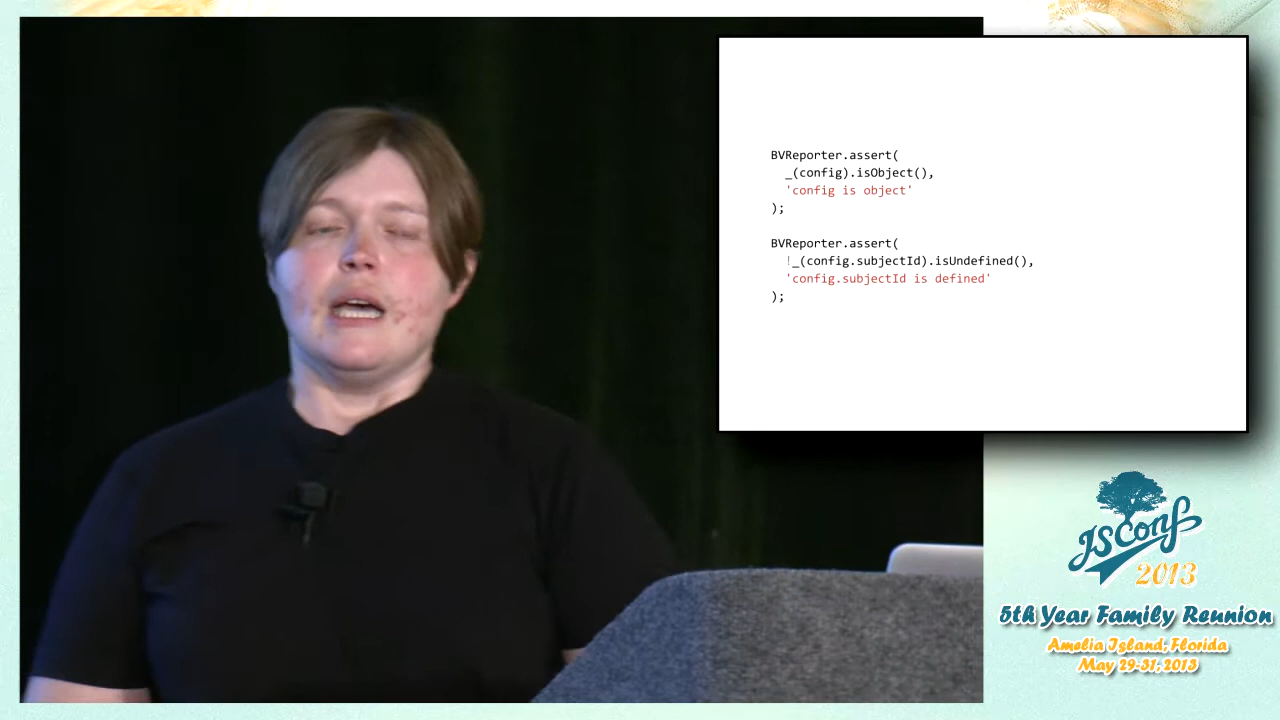 BVReporter.assert(
_(config).isObject(),
'config is object'
);
BVReporter.assert(
!_(config.subjectId).isUndefined(),
'config.subjectId is defined'
);
JSConf
2013
5th Year Family Reunion
Amelia Island, Florida
May 29-31, 2013